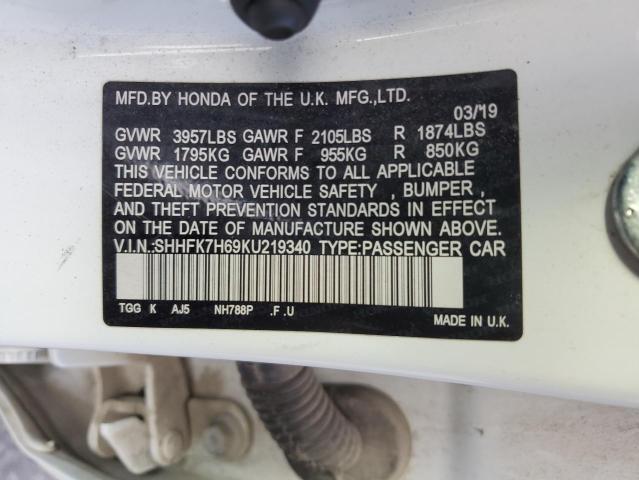 MFD.BY HONDA OF THE U.K. MFG.,LTD.
03/19
GVWR 3957LBS GAWR F 2105LBS R 1874LBS
GVWR 1795KG GAWR F 955KG R 850KG
THIS VEHICLE CONFORMS TO ALL APPLICABLE
FEDERAL MOTOR VEHICLE SAFETY , BUMPER ,
AND THEFT PREVENTION STANDARDS IN EFFECT
ON THE DATE OF MANUFACTURE SHOWN ABOVE.
V.I.N.:SHHFK7H69KU219340 TYPE:PASSENGER CAR
TGG K AJ5 NH788P .F .U
MADE IN U.K.